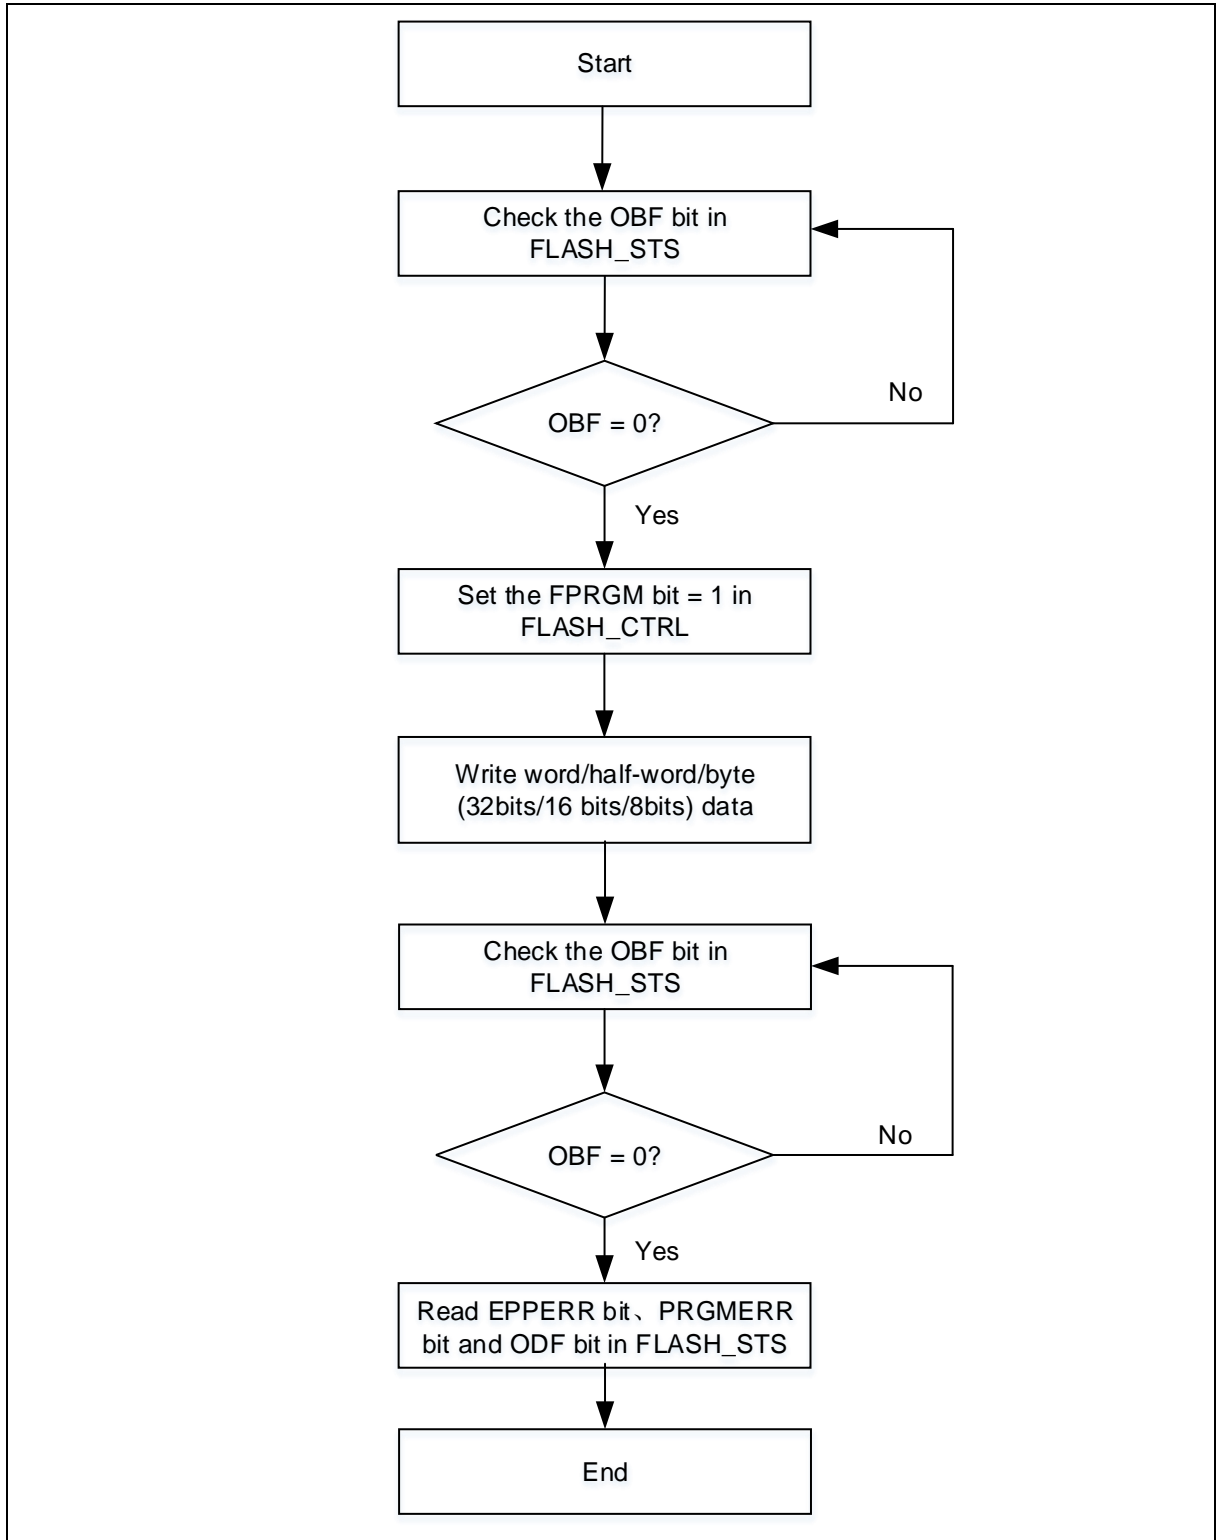 Start
Check the OBF bit in
FLASH_STS
No
OBF = 0?
Yes
Set the FPRGM bit = 1 in
FLASH_CTRL
Write word/half-word/byte
(32bits/16 bits/8bits) data
Check the OBF bit in
FLASH_STS
No
OBF = 0?
Yes
Read EPPERR bit、PRGMERR
bit and ODF bit in FLASH_STS
End